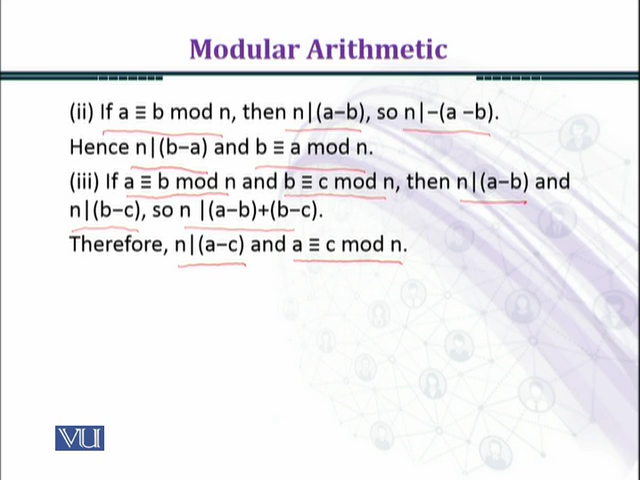 Modular Arithmetic
(ii) If a ≡ b mod n, then n|(a−b), so n|−(a −b).
Hence n|(b−a) and b ≡ a mod n.
(iii) If a ≡ b mod n and b ≡ c mod n, then n|(a−b) and
n|(b−c), so n |(a−b)+(b−c).
Therefore, n|(a−c) and a ≡ c mod n.
VU